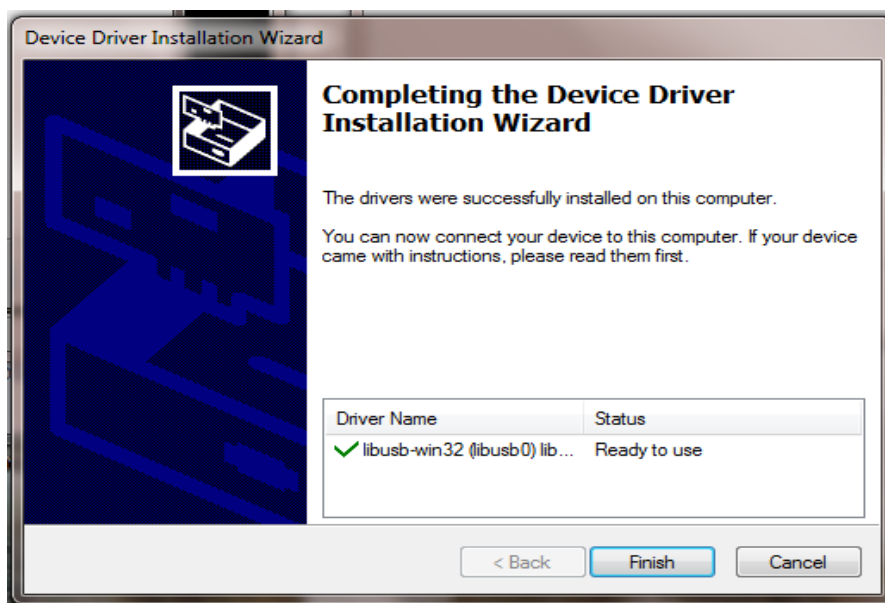 Device Driver Installation Wizard
Completing the Device Driver
Installation Wizard
The drivers were successfully installed on this computer.
You can now connect your device to this computer. If your device
came with instructions, please read them first.
Driver Name Status
libusb-win32 (libusb0) lib... Ready to use
< Back Finish Cancel